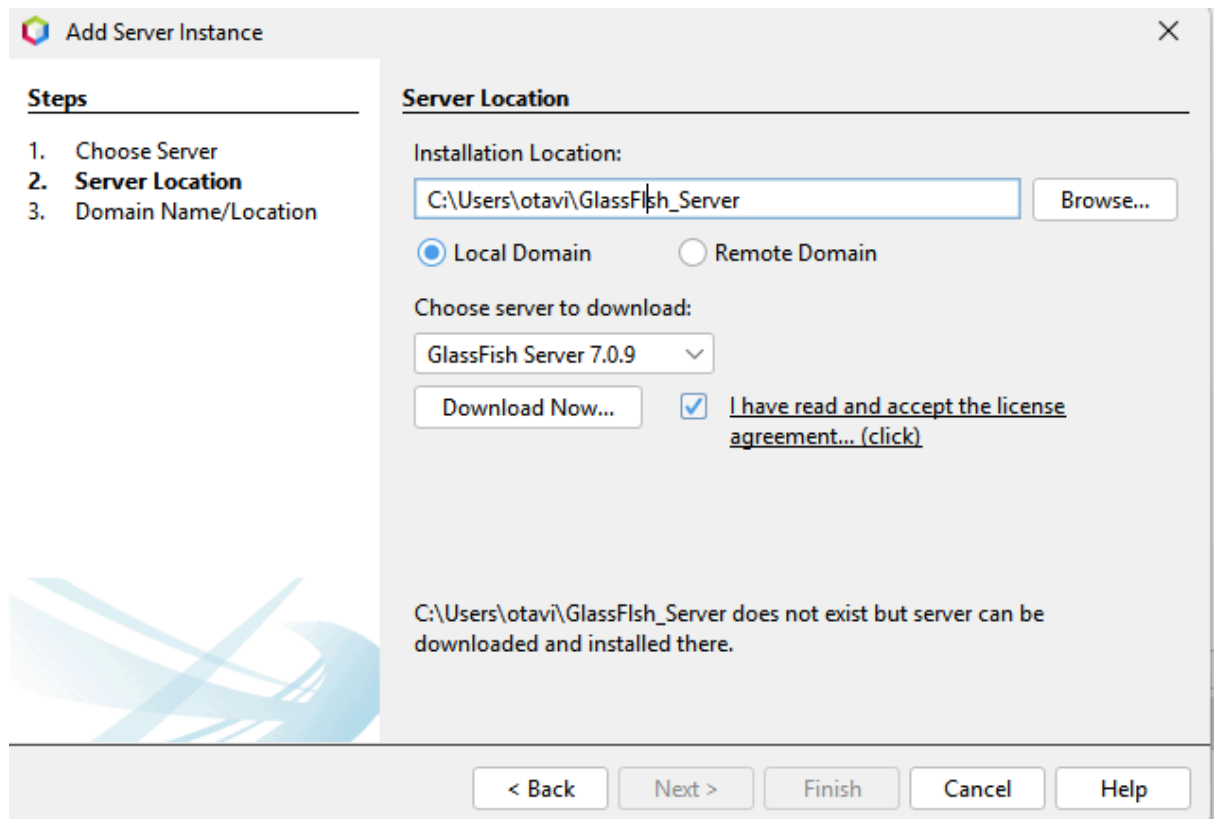 Add Server Instance
Steps
1. Choose Server
2. Server Location
3. Domain Name/Location
Server Location
Installation Location:
C:\Users\otavi\GlassFIsh_Server
Browse...
Local Domain
Remote Domain
Choose server to download:
GlassFish Server 7.0.9
Download Now...
I have read and accept the license
agreement... (click)
C:\Users\otavi\GlassFIsh_Server does not exist but server can be
downloaded and installed there.
< Back
Next >
Finish
Cancel
Help